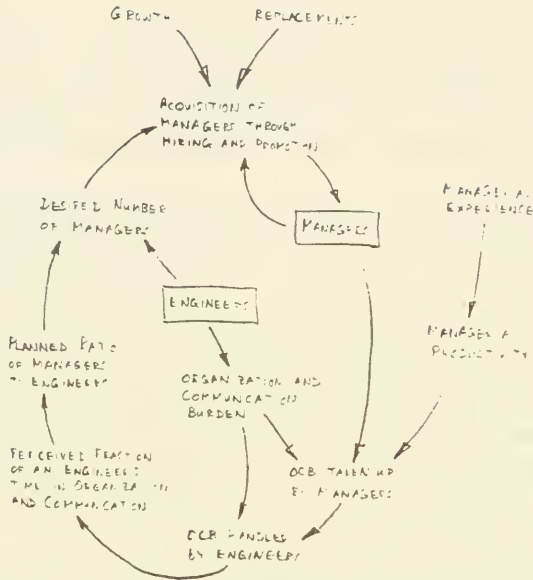 GROWTH
REPLACEMENTS
ACQUISITION OF
MANAGERS THROUGH
HIRING AND PROMOTION
DESIRED NUMBER
OF MANAGERS
MANAGERS
EXPERIENCE
ENGINEERS
PLANNED RATIO
OF MANAGERS
TO ENGINEERS
ORGANIZATION AND
COMMUNICATION
BURDEN
PRODUCTIVITY
PERCEIVED FRACTION
OF AN ENGINEERS
TIME IN ORGANIZATION
AND COMMUNICATION
OCB TAKEN UP
BY MANAGERS
OCB HANDLED
BY ENGINEERS